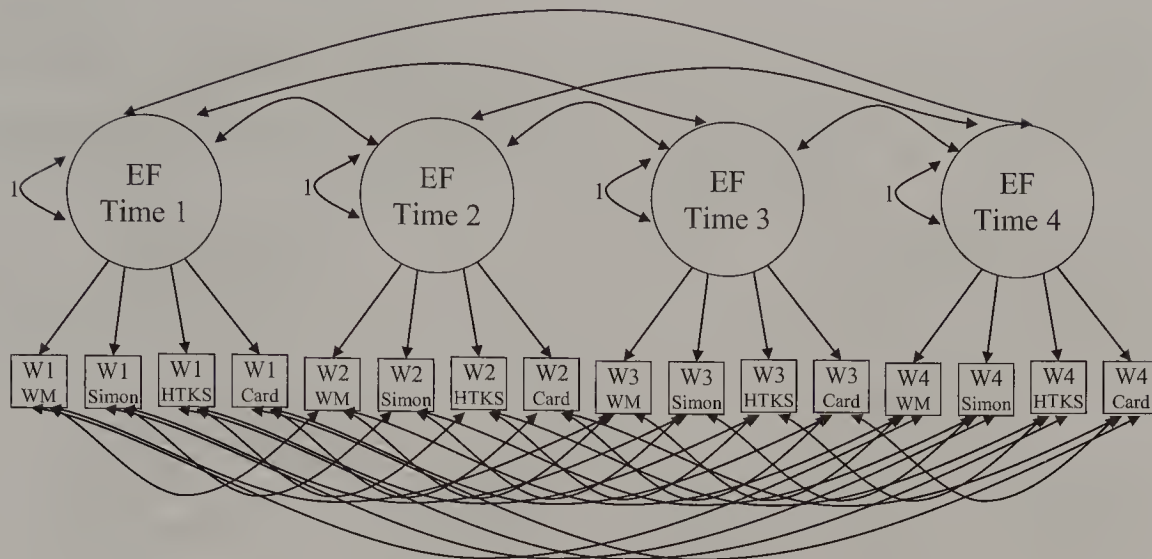 EF
Time 1
EF
Time 2
EF
Time 3
EF
Time 4
1
1
1
1
W1
WM
W1
Simon
W1
HTKS
W1
Card
W2
WM
W2
Simon
W2
HTKS
W2
Card
W3
WM
W3
Simon
W3
HTKS
W3
Card
W4
WM
W4
Simon
W4
HTKS
W4
Card